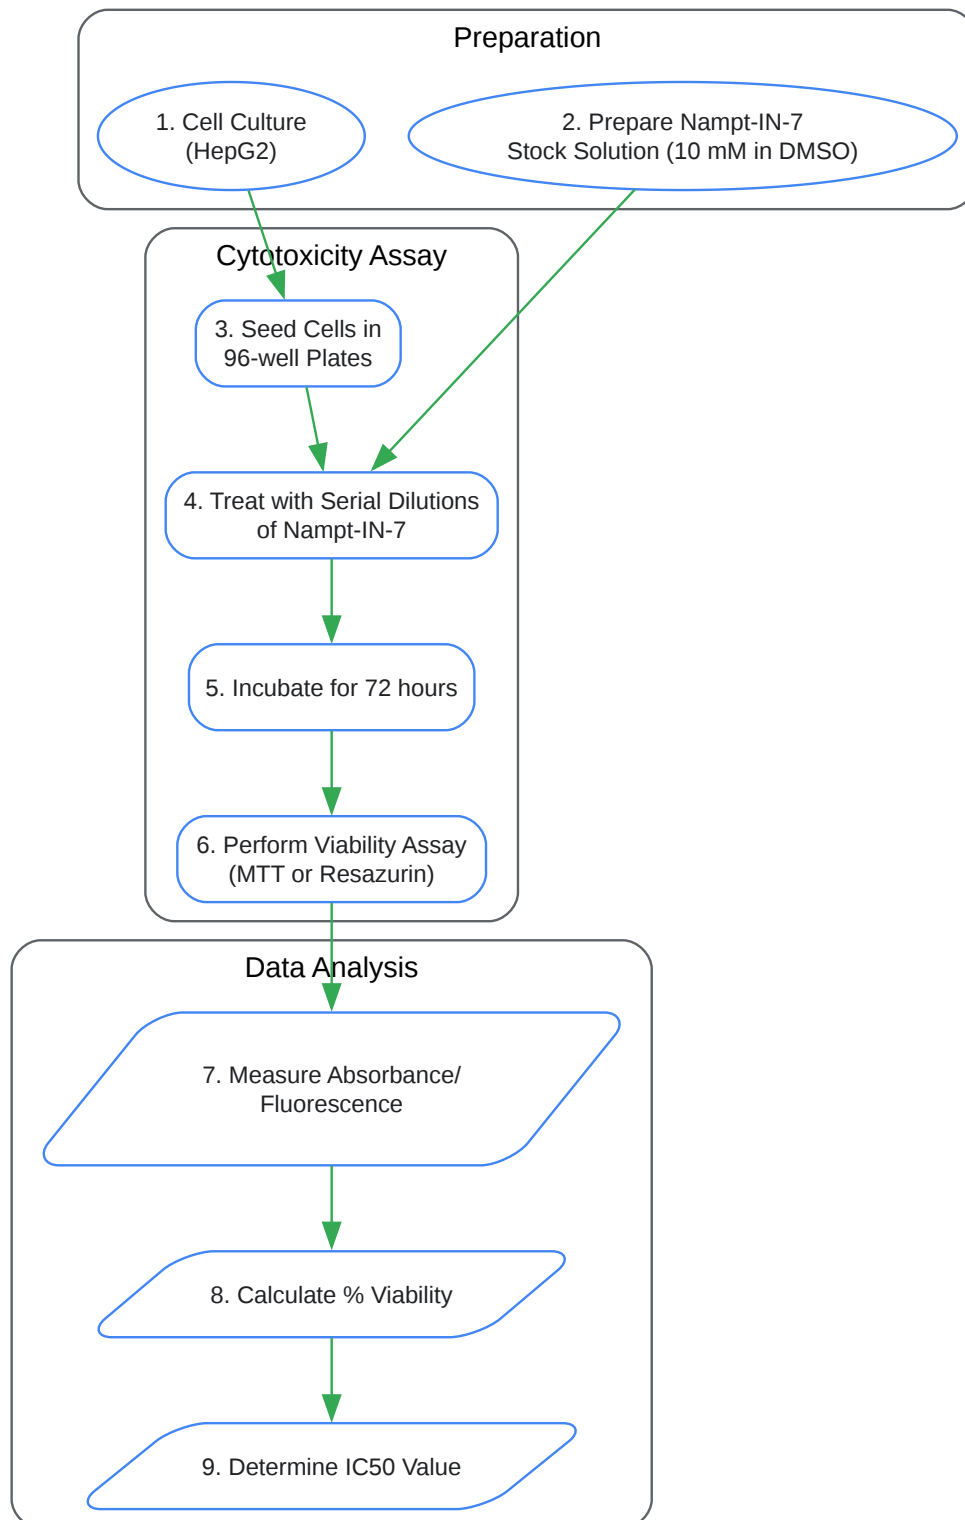 Preparation
1. Cell Culture
(HepG2)
2. Prepare Nampt-IN-7
Stock Solution (10 mM in DMSO)
Cytotoxicity Assay
3. Seed Cells in
96-well Plates
4. Treat with Serial Dilutions
of Nampt-IN-7
5. Incubate for 72 hours
6. Perform Viability Assay
(MTT or Resazurin)
Data Analysis
7. Measure Absorbance/
Fluorescence
8. Calculate % Viability
9. Determine IC50 Value